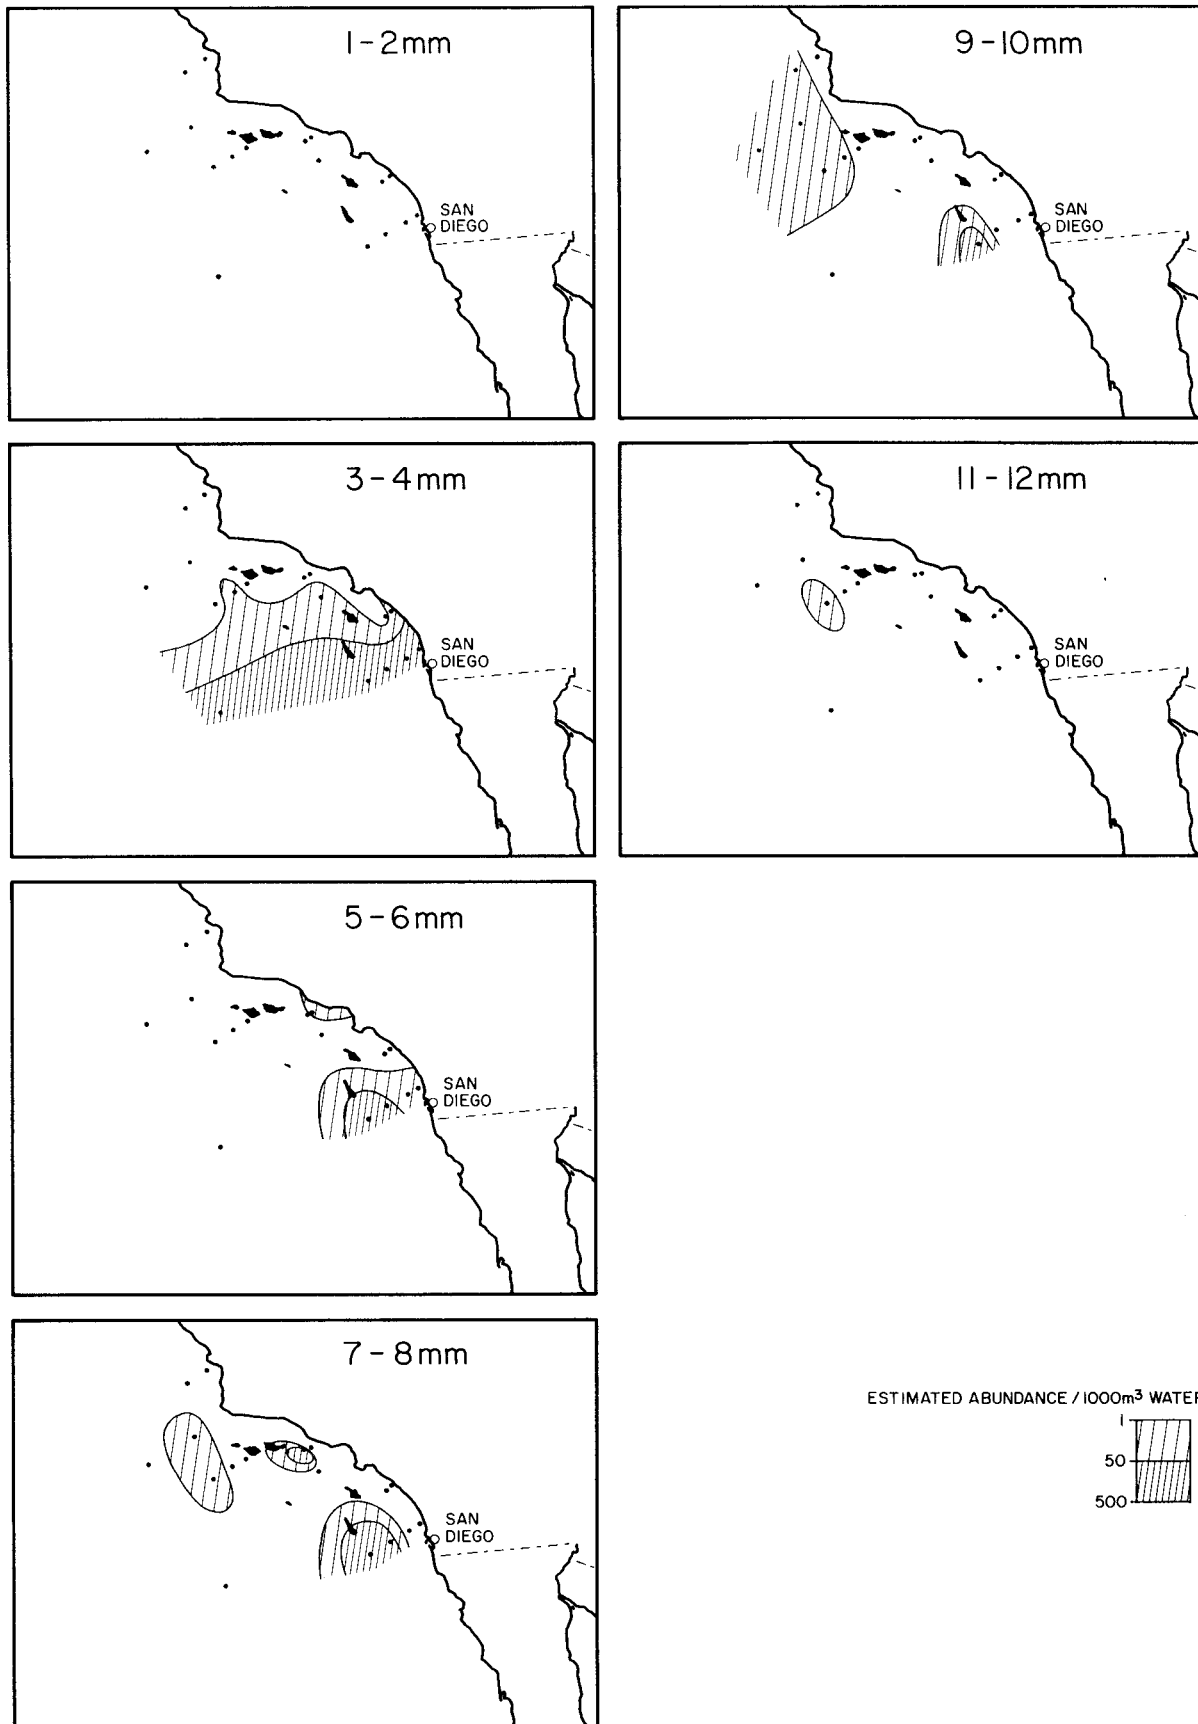 1-2mm
SAN
DIEGO
9-10mm
SAN
DIEGO
3-4mm
SAN
DIEGO
11-12mm
SAN
DIEGO
5-6mm
SAN
DIEGO
7-8mm
SAN
DIEGO
ESTIMATED ABUNDANCE / 1000m³ WATER
1
50
500